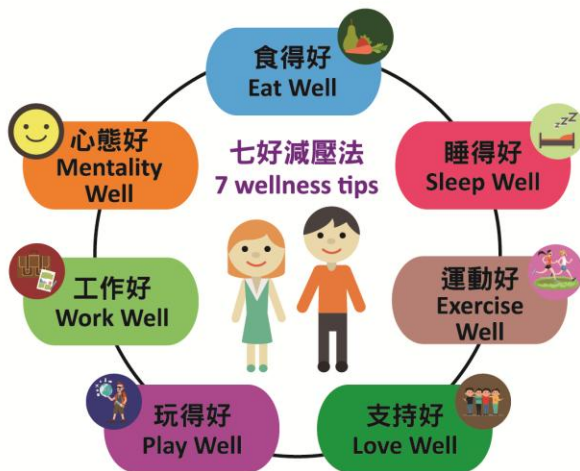 食得好
Eat Well
七好減壓法
7 wellness tips
睡得好
Sleep Well
運動好
Exercise
Well
支持好
Love Well
玩得好
Play Well
工作好
Work Well
心態好
Mentality
Well
zZZ